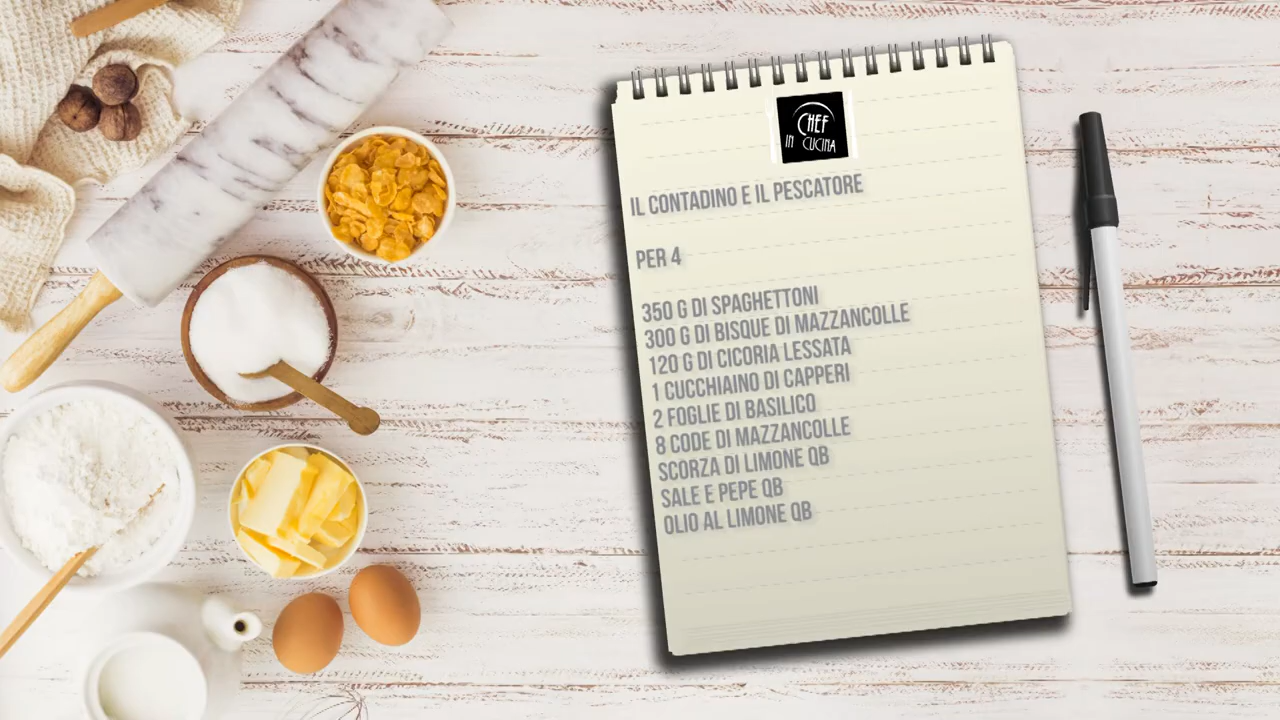 CHEF
IN CUCINA
IL CONTADINO E IL PESCATORE
PER 4
350 G DI SPAGHETTONI
300 G DI BISQUE DI MAZZANCOLLE
120 G DI CICORIA LESSATA
1 CUCCHIAINO DI CAPPERI
2 FOGLIE DI BASILICO
8 CODE DI MAZZANCOLLE
SCORZA DI LIMONE QB
SALE E PEPE QB
OLIO AL LIMONE QB